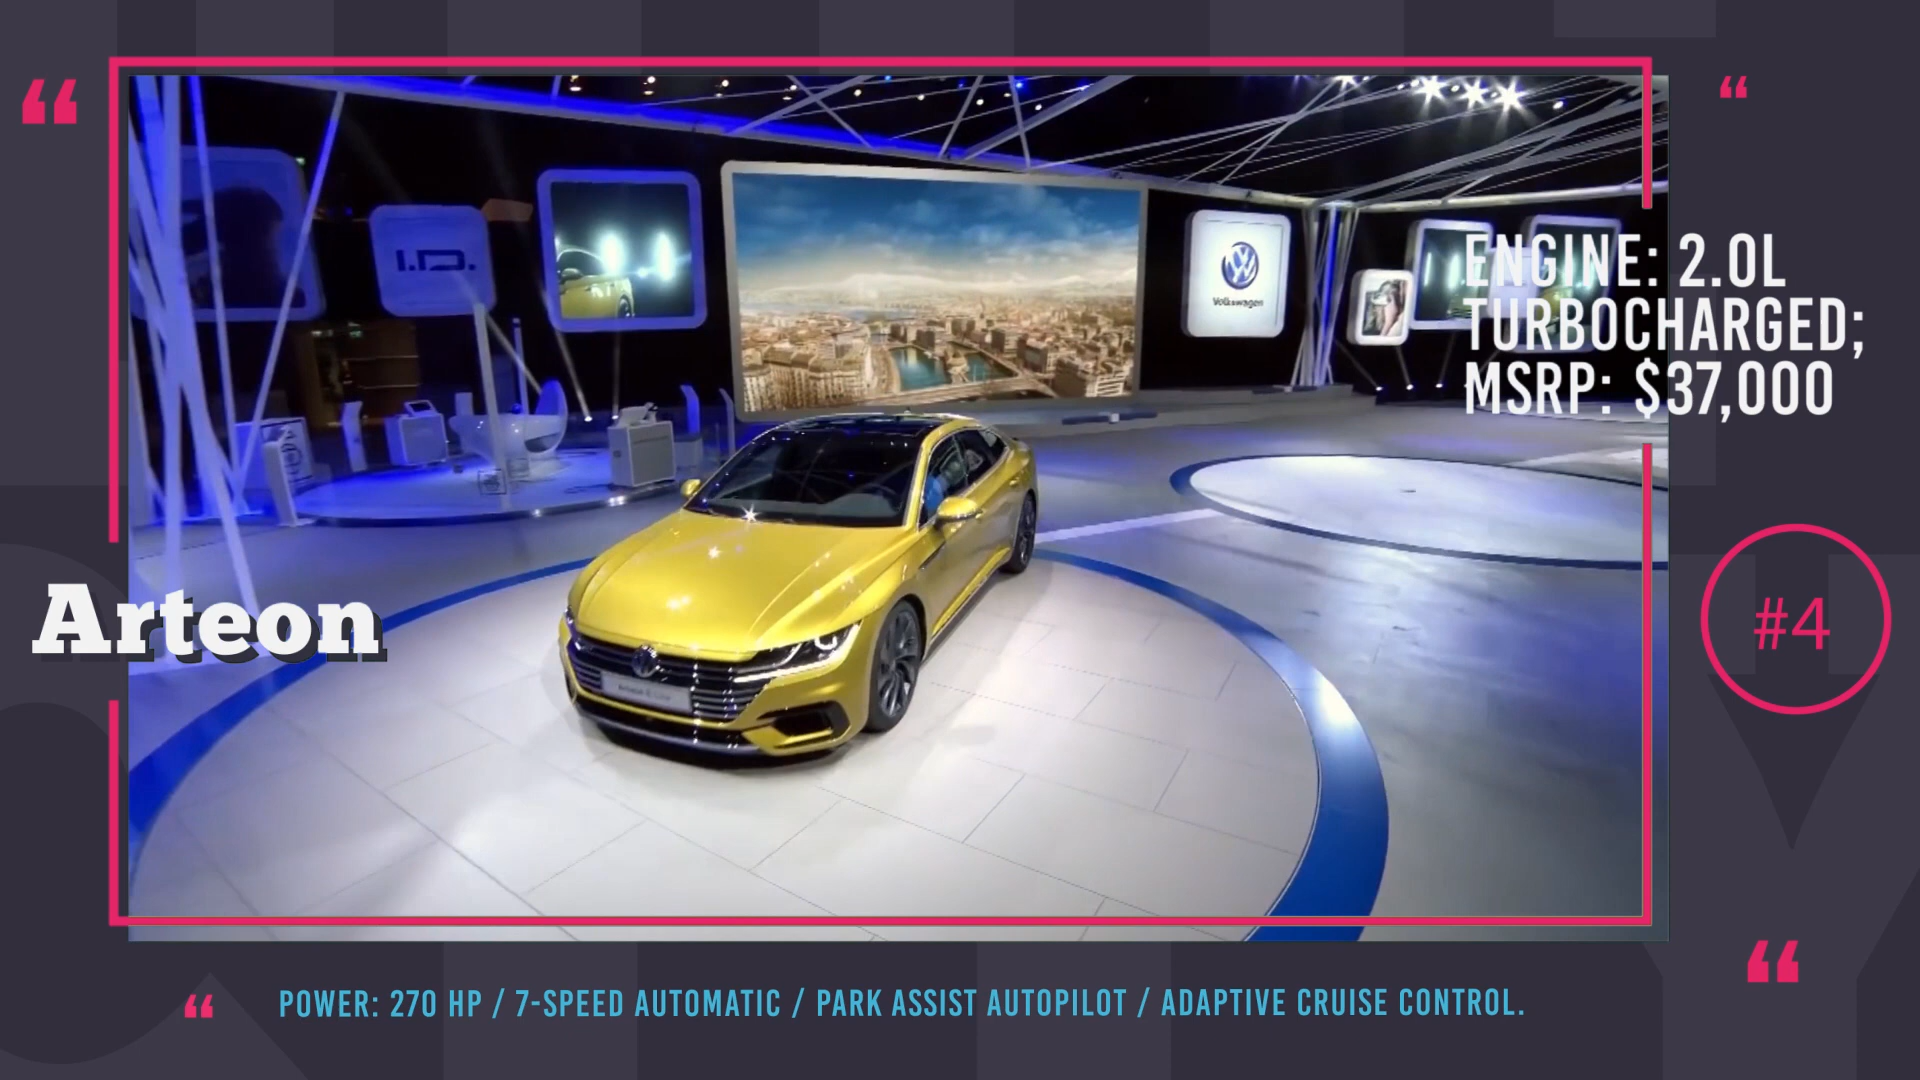 I.D.
Volkswagen
ENGINE: 2.0L
TURBOCHARGED;
MSRP: $37,000
Arteon
#4
POWER: 270 HP / 7-SPEED AUTOMATIC / PARK ASSIST AUTOPILOT / ADAPTIVE CRUISE CONTROL.